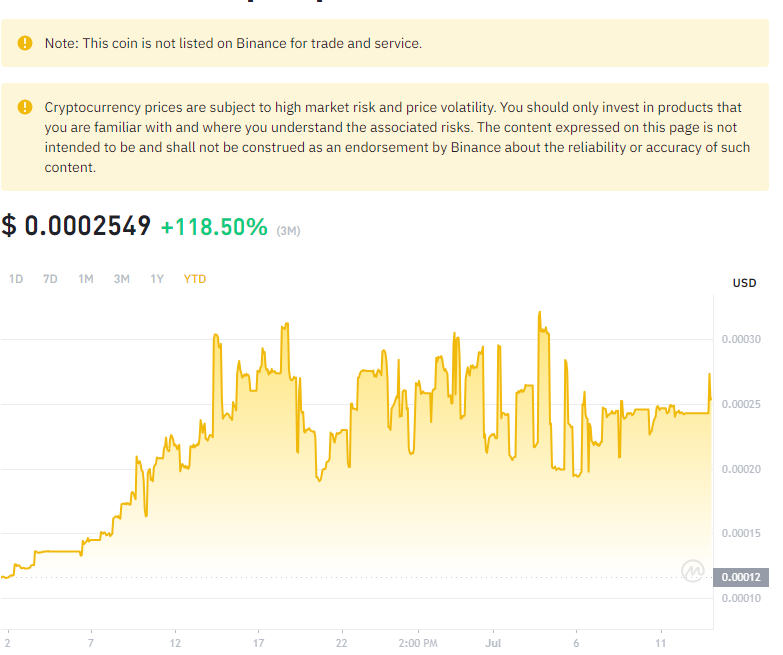 Note: This coin is not listed on Binance for trade and service.
Cryptocurrency prices are subject to high market risk and price volatility. You should only invest in products that
you are familiar with and where you understand the associated risks. The content expressed on this page is not
intended to be and shall not be construed as an endorsement by Binance about the reliability or accuracy of such
content.
$ 0.0002549 +118.50% (3M)
1D 7D 1M 3M 1Y YTD
USD
0.00030
0.00025
0.00020
0.00015
0.00012
0.00010
2 7 12 17 22 2:00 PM Jul 6 11